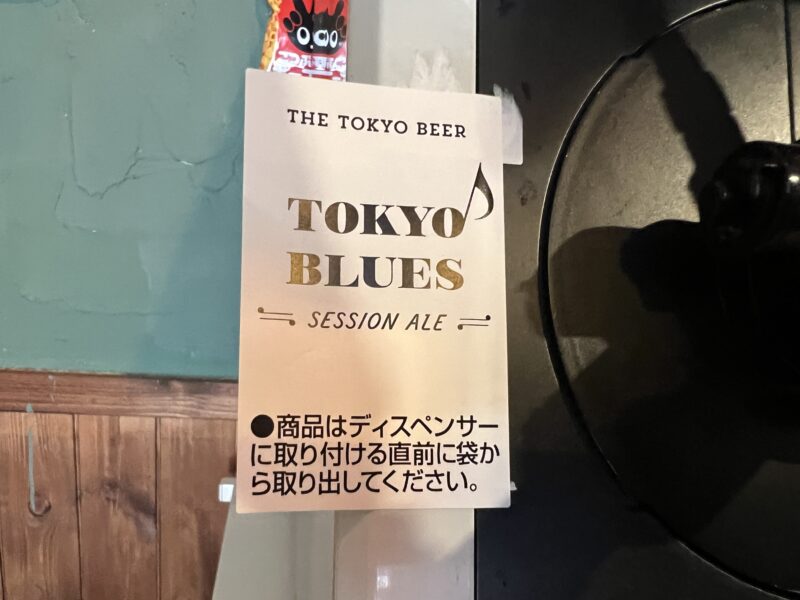 THE TOKYO BEER
TOKYO
BLUES
SESSION ALE
●商品はディスペンサー
に取り付ける直前に袋か
ら取り出してください。